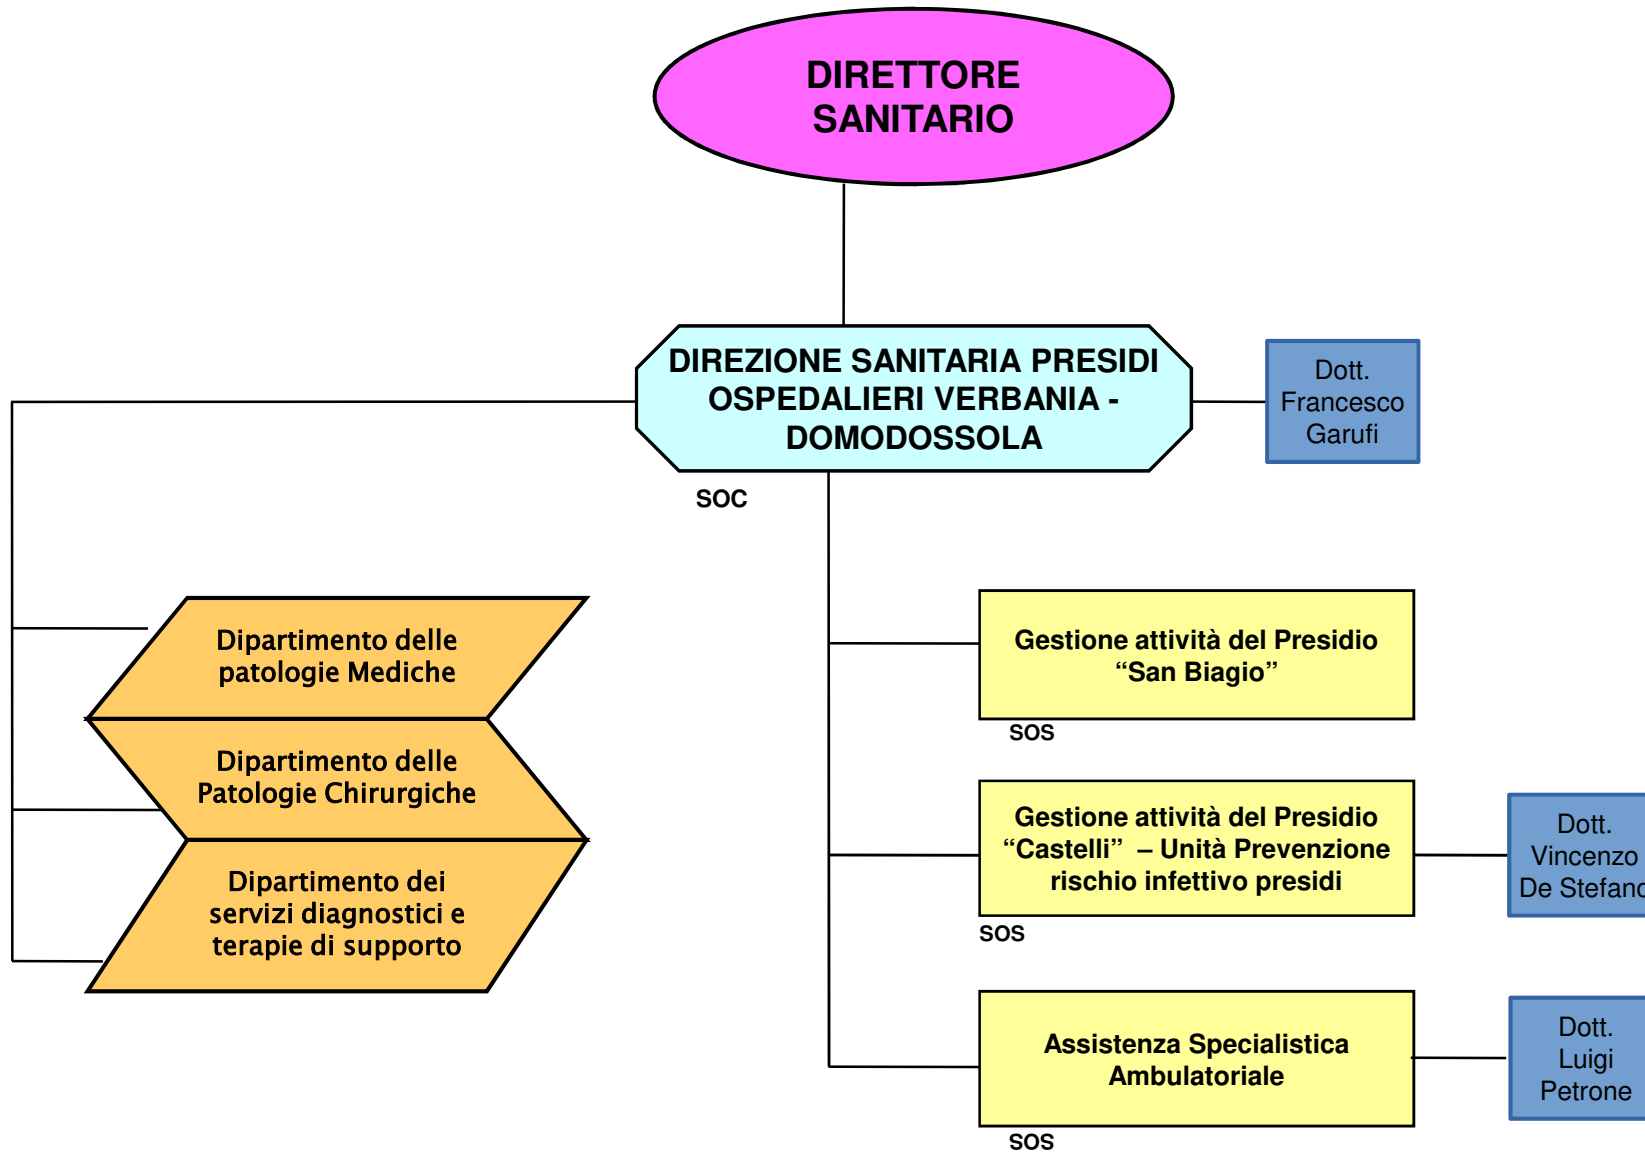 DIRETTORE
SANITARIO
DIREZIONE SANITARIA PRESIDI
OSPEDALIERI VERBANIA -
DOMODOSSOLA
Dott.
Francesco
Garufi
SOC
Dipartimento delle
patologie Mediche
Dipartimento delle
Patologie Chirurgiche
Dipartimento dei
servizi diagnostici e
terapie di supporto
Gestione attività del Presidio
“San Biagio”
SOS
Gestione attività del Presidio
“Castelli” – Unità Prevenzione
rischio infettivo presidi
SOS
Dott.
Vincenzo
De Stefano
Assistenza Specialistica
Ambulatoriale
SOS
Dott.
Luigi
Petrone